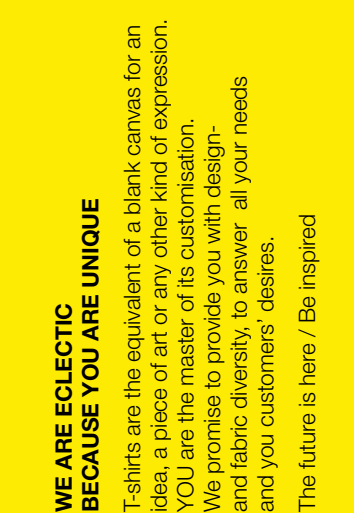 WE ARE ECLECTIC
BECAUSE YOU ARE UNIQUE
T-shirts are the equivalent of a blank canvas for an
idea, a piece of art or any other kind of expression.
YOU are the master of its customisation.
We promise to provide you with design-
and fabric diversity, to answer  all your needs
and you customers' desires.
The future is here / Be inspired